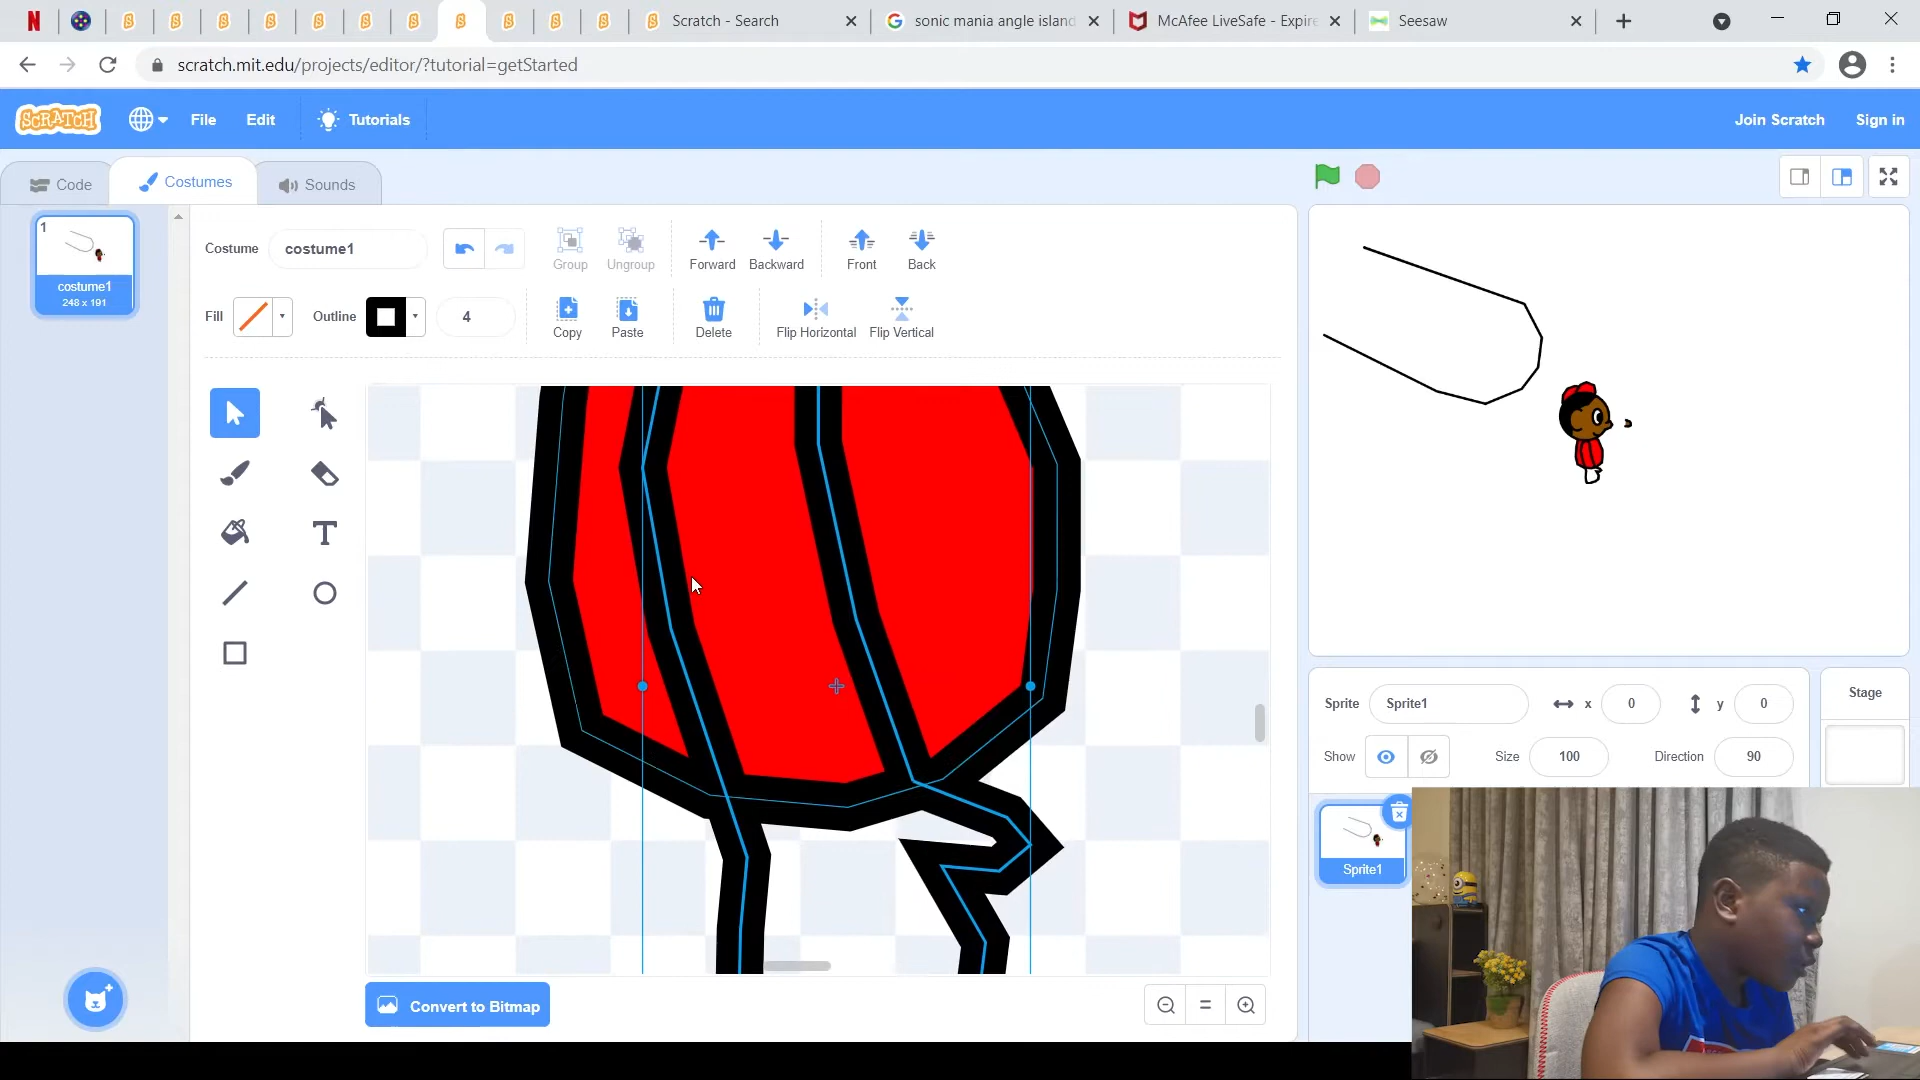 Scratch - Search
sonic mania angle island
McAfee LiveSafe - Expire
Seesaw
scratch.mit.edu/projects/editor/?tutorial=getStarted
SCRATCH
File
Edit
Tutorials
Join Scratch
Sign in
Code
Costumes
Sounds
1
costume1
248 x 191
Costume
costume1
Group
Ungroup
Forward
Backward
Front
Back
Fill
Outline
4
Copy
Paste
Delete
Flip Horizontal
Flip Vertical
T
Convert to Bitmap
Sprite
Sprite1
x
0
y
0
Show
Size
100
Direction
90
Stage
Sprite1